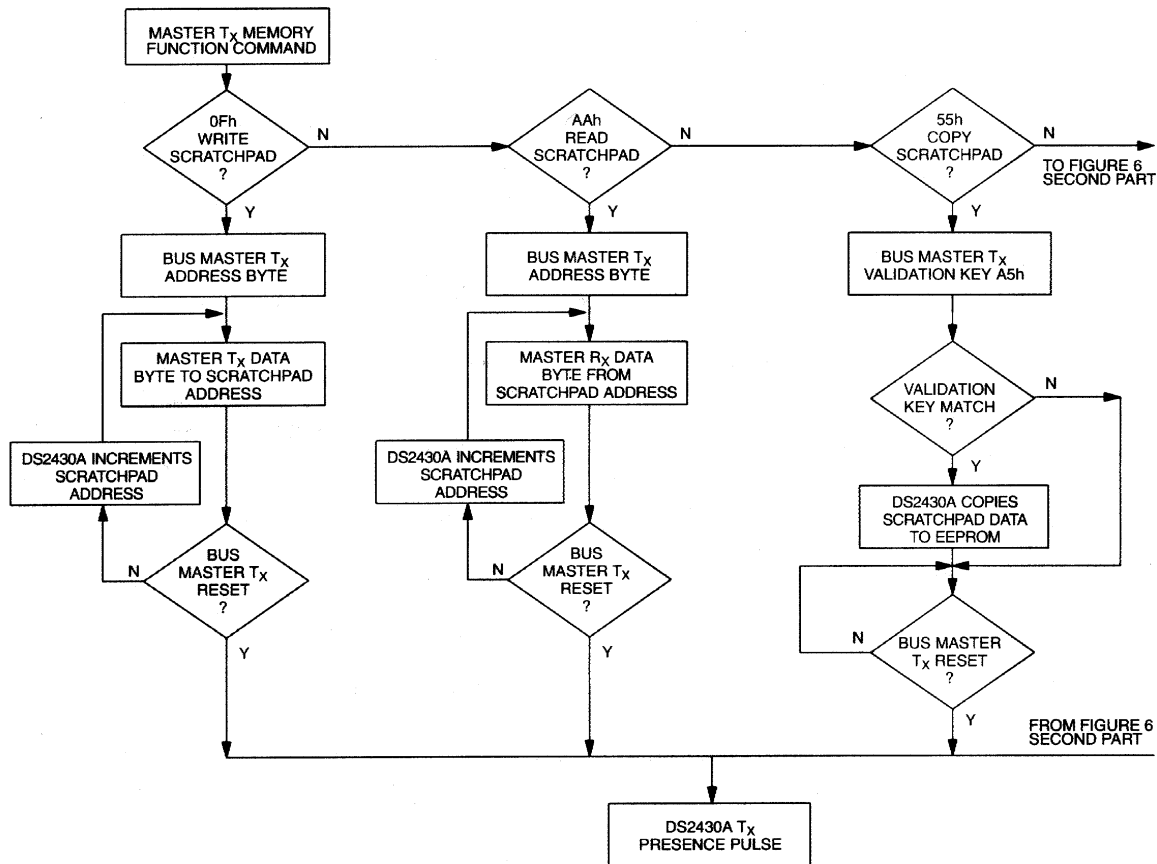 MASTER TX MEMORY
FUNCTION COMMAND
0Fh
WRITE
SCRATCHPAD
?
N
Y
BUS MASTER TX
ADDRESS BYTE
MASTER TX DATA
BYTE TO SCRATCHPAD
ADDRESS
DS2430A INCREMENTS
SCRATCHPAD
ADDRESS
BUS
MASTER TX
RESET
?
N
Y
AAh
READ
SCRATCHPAD
?
N
Y
BUS MASTER TX
ADDRESS BYTE
MASTER RX DATA
BYTE FROM
SCRATCHPAD ADDRESS
DS2430A INCREMENTS
SCRATCHPAD
ADDRESS
BUS
MASTER TX
RESET
?
N
Y
55h
COPY
SCRATCHPAD
?
N
TO FIGURE 6
SECOND PART
Y
BUS MASTER TX
VALIDATION KEY A5h
VALIDATION
KEY MATCH
?
N
Y
DS2430A COPIES
SCRATCHPAD DATA
TO EEPROM
BUS MASTER
TX RESET
?
N
Y
FROM FIGURE 6
SECOND PART
DS2430A TX
PRESENCE PULSE